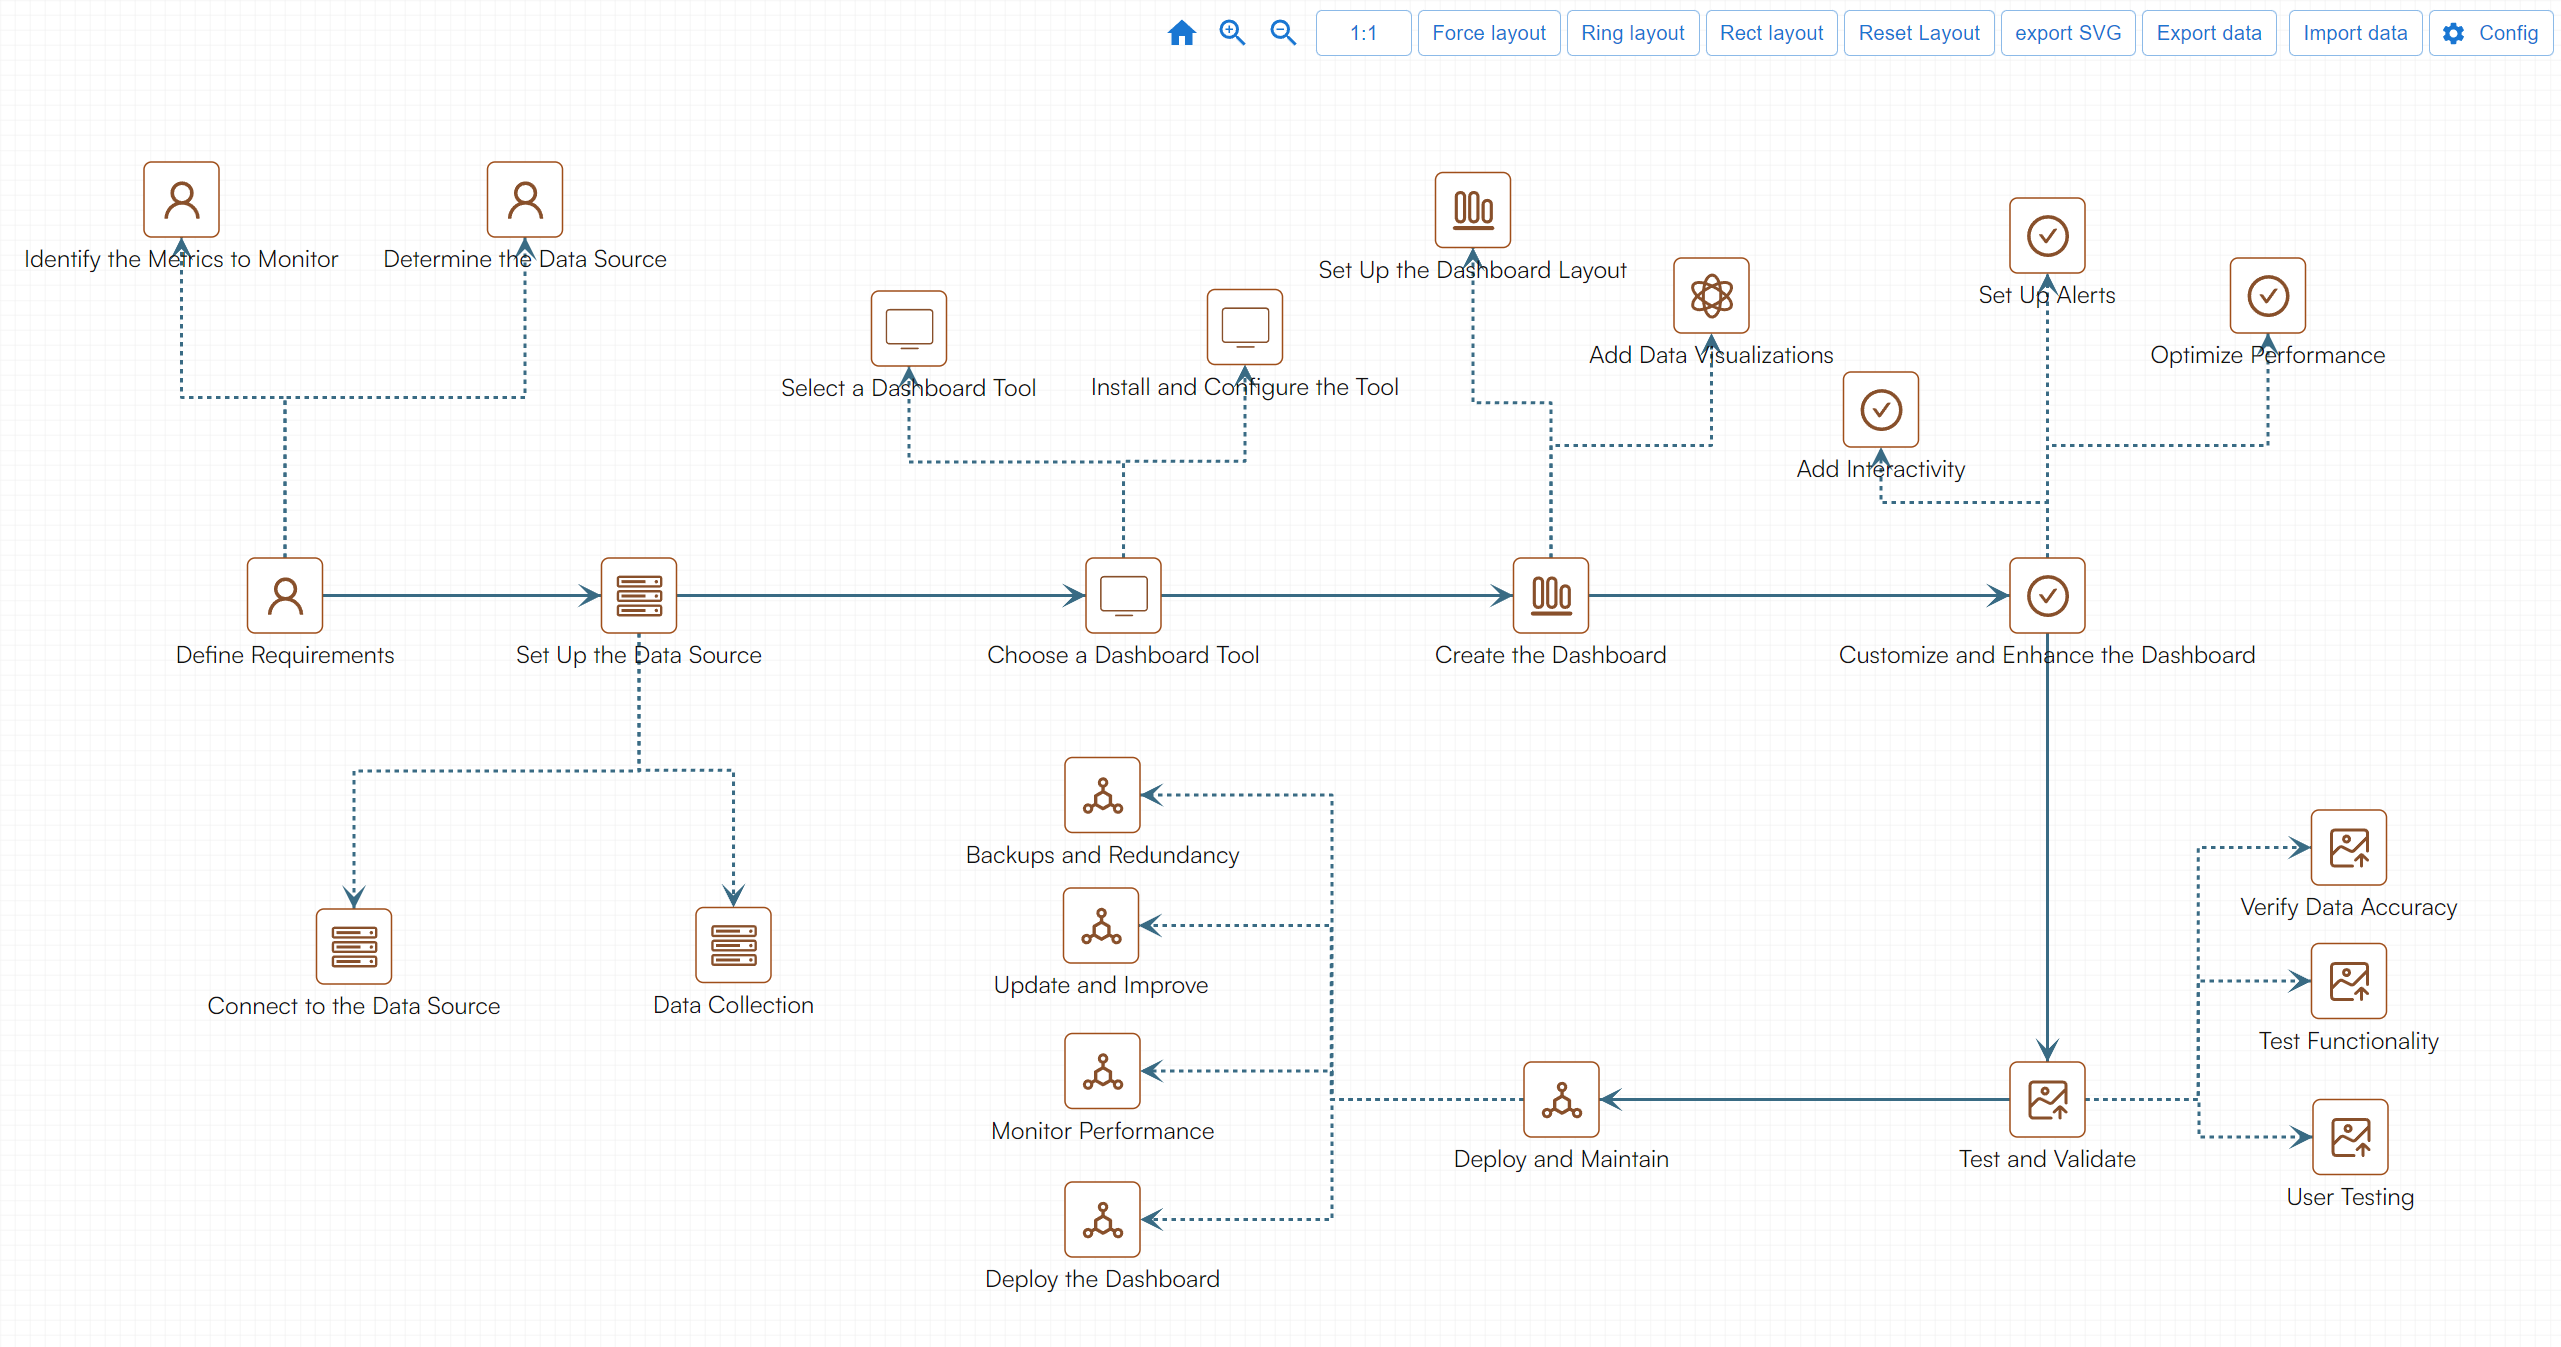 1:1
Force layout
Ring layout
Rect layout
Reset Layout
export SVG
Export data
Import data
Config
Identify the Metrics to Monitor
Determine the Data Source
Select a Dashboard Tool
Install and Configure the Tool
Set Up the Dashboard Layout
Add Data Visualizations
Set Up Alerts
Optimize Performance
Add Interactivity
Define Requirements
Set Up the Data Source
Choose a Dashboard Tool
Create the Dashboard
Customize and Enhance the Dashboard
Connect to the Data Source
Data Collection
Backups and Redundancy
Update and Improve
Monitor Performance
Deploy the Dashboard
Deploy and Maintain
Test and Validate
Verify Data Accuracy
Test Functionality
User Testing